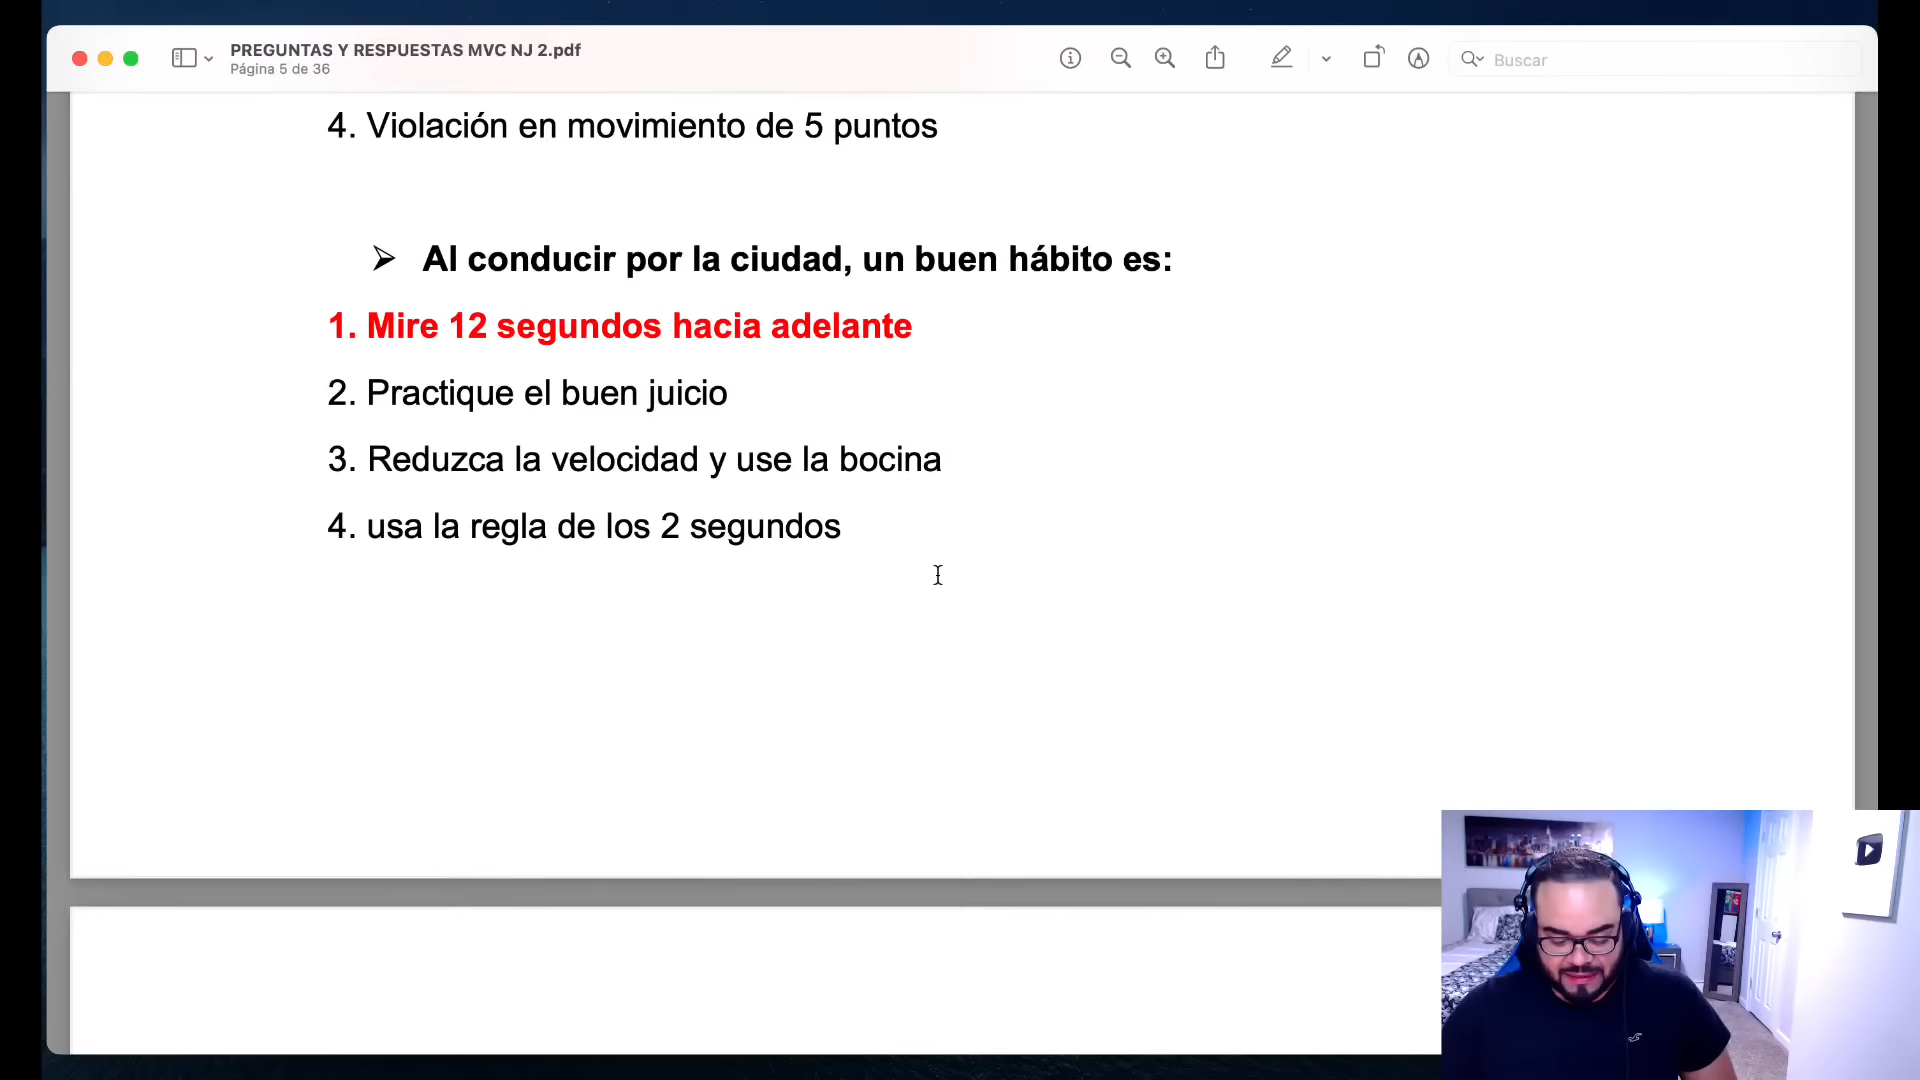 PREGUNTAS Y RESPUESTAS MVC NJ 2.pdf
Página 5 de 36
Buscar
4. Violación en movimiento de 5 puntos
➢ Al conducir por la ciudad, un buen hábito es:
1. Mire 12 segundos hacia adelante
2. Practique el buen juicio
3. Reduzca la velocidad y use la bocina
4. usa la regla de los 2 segundos